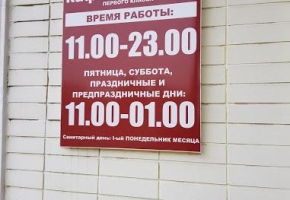 ПЕРВОГО КЛАССА
ВРЕМЯ РАБОТЫ:
11.00-23.00
ПЯТНИЦА, СУББОТА,
ПРАЗДНИЧНЫЕ И
ПРЕДПРАЗДНИЧНЫЕ ДНИ:
11.00-01.00
Санитарный день: 1-ый ПОНЕДЕЛЬНИК МЕСЯЦА